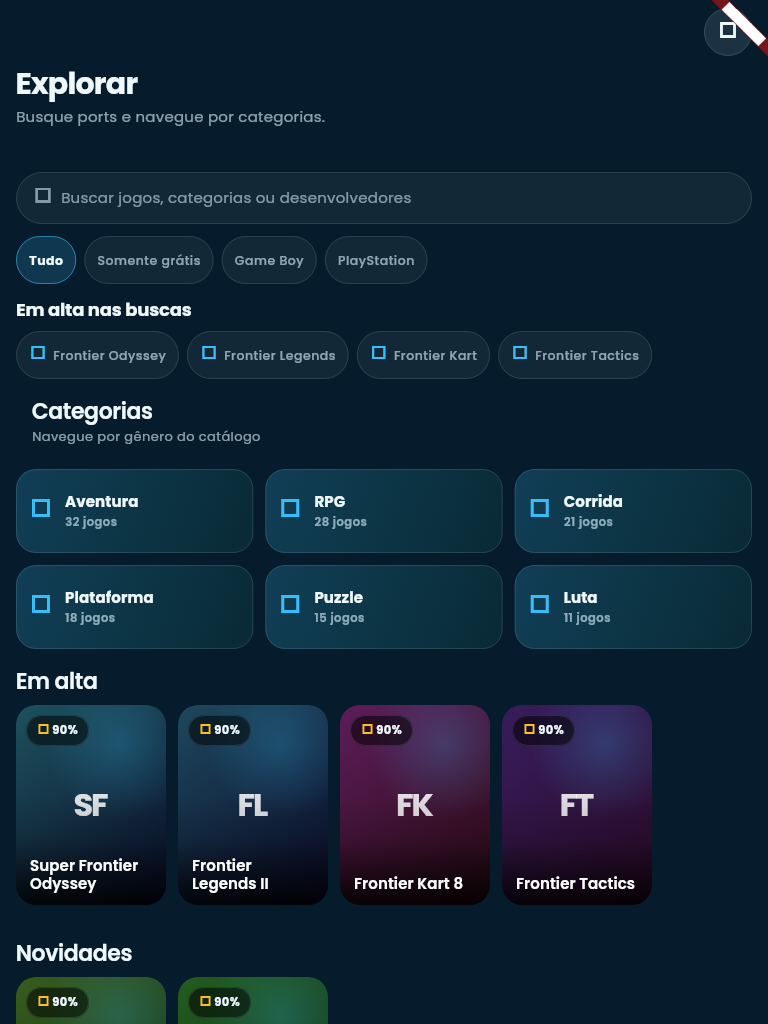 Explorar
Busque ports e navegue por categorias.
Buscar jogos, categorias ou desenvolvedores
Tudo
Somente grátis
Game Boy
PlayStation
Em alta nas buscas
Frontier Odyssey
Frontier Legends
Frontier Kart
Frontier Tactics
Categorias
Navegue por gênero do catálogo
Aventura
32 jogos
RPG
28 jogos
Corrida
21 jogos
Plataforma
18 jogos
Puzzle
15 jogos
Luta
11 jogos
Em alta
90%
SF
Super Frontier
Odyssey
90%
FL
Frontier
Legends II
90%
FK
Frontier Kart 8
90%
FT
Frontier Tactics
Novidades
90%
90%